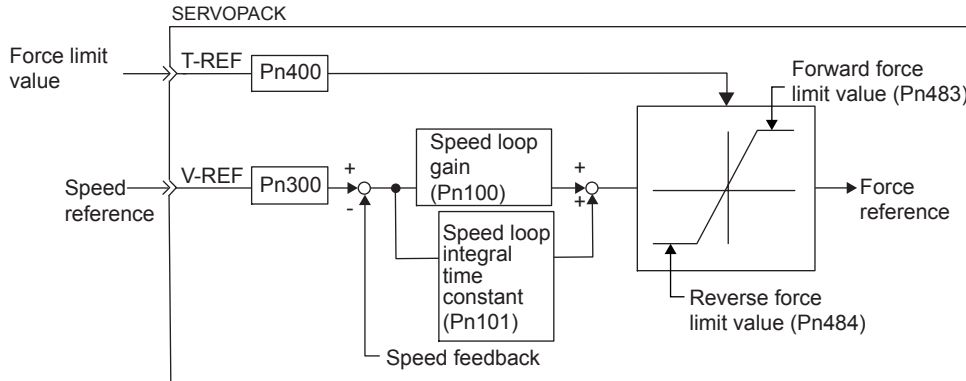 SERVOPACK
Force limit
value
T-REF
Pn400
Forward force
limit value (Pn483)
Speed
reference
V-REF
Pn300
+
-
Speed loop
gain
(Pn100)
+
+
Speed loop
integral
time
constant
(Pn101)
Force
reference
Reverse force
limit value (Pn484)
Speed feedback